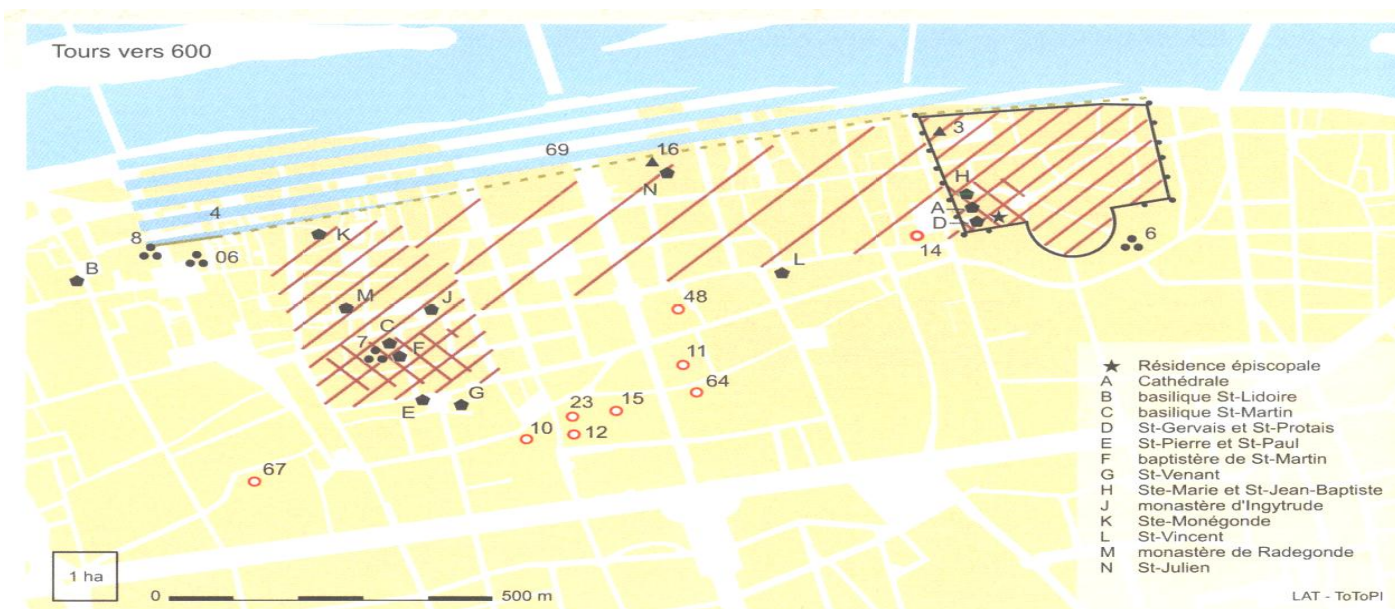 Tours vers 600
3
69
16
N
H
A
D
4
8
06
K
B
14
6
L
M
J
48
C
7
F
11
64
E
G
23
15
10
12
67
★ Résidence épiscopale
A Cathédrale
B basilique St-Lidoire
C basilique St-Martin
D St-Gervais et St-Protais
E St-Pierre et St-Paul
F baptistère de St-Martin
G St-Venant
H Ste-Marie et St-Jean-Baptiste
J monastère d'Ingytrude
K Ste-Monégonde
L St-Vincent
M monastère de Radegonde
N St-Julien
1 ha
0 500 m
LAT - ToToPI